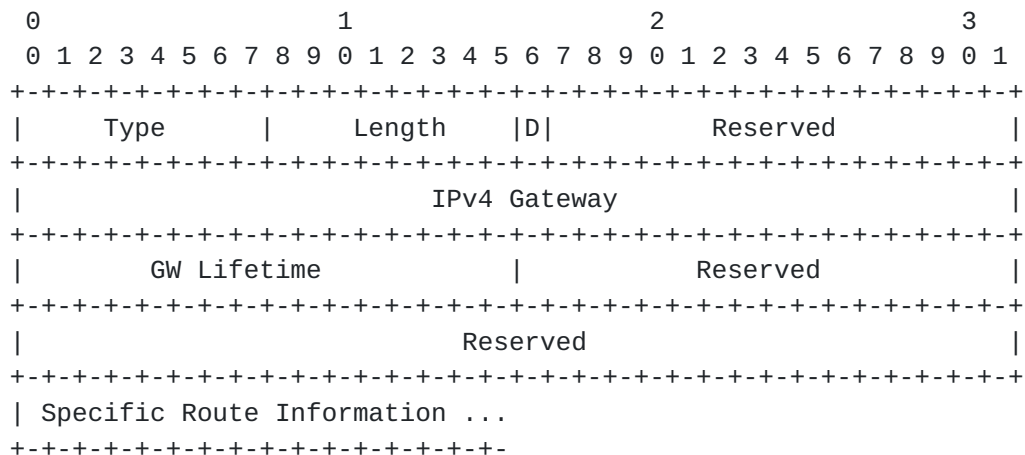 0                   1                   2                   3
 0 1 2 3 4 5 6 7 8 9 0 1 2 3 4 5 6 7 8 9 0 1 2 3 4 5 6 7 8 9 0 1
+-+-+-+-+-+-+-+-+-+-+-+-+-+-+-+-+-+-+-+-+-+-+-+-+-+-+-+-+-+-+-+-+
|     Type      |     Length    |D|          Reserved           |
+-+-+-+-+-+-+-+-+-+-+-+-+-+-+-+-+-+-+-+-+-+-+-+-+-+-+-+-+-+-+-+-+
|                          IPv4 Gateway                         |
+-+-+-+-+-+-+-+-+-+-+-+-+-+-+-+-+-+-+-+-+-+-+-+-+-+-+-+-+-+-+-+-+
|        GW Lifetime            |           Reserved            |
+-+-+-+-+-+-+-+-+-+-+-+-+-+-+-+-+-+-+-+-+-+-+-+-+-+-+-+-+-+-+-+-+
|                            Reserved                           |
+-+-+-+-+-+-+-+-+-+-+-+-+-+-+-+-+-+-+-+-+-+-+-+-+-+-+-+-+-+-+-+-+
| Specific Route Information ...
+-+-+-+-+-+-+-+-+-+-+-+-+-+-+-+-